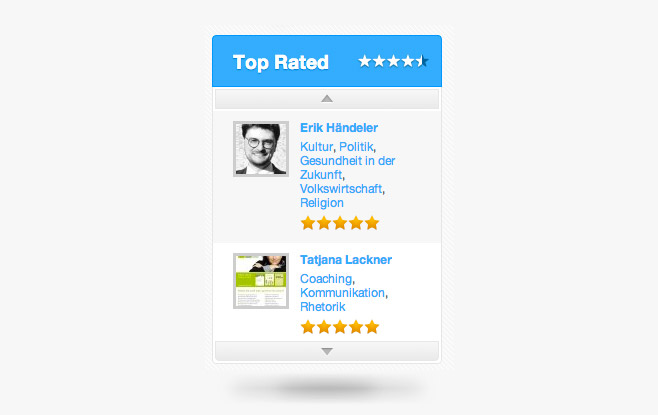 Top Rated
Erik Händeler
Kultur, Politik,
Gesundheit in der
Zukunft,
Volkswirtschaft,
Religion
Tatjana Lackner
Coaching,
Kommunikation,
Rhetorik